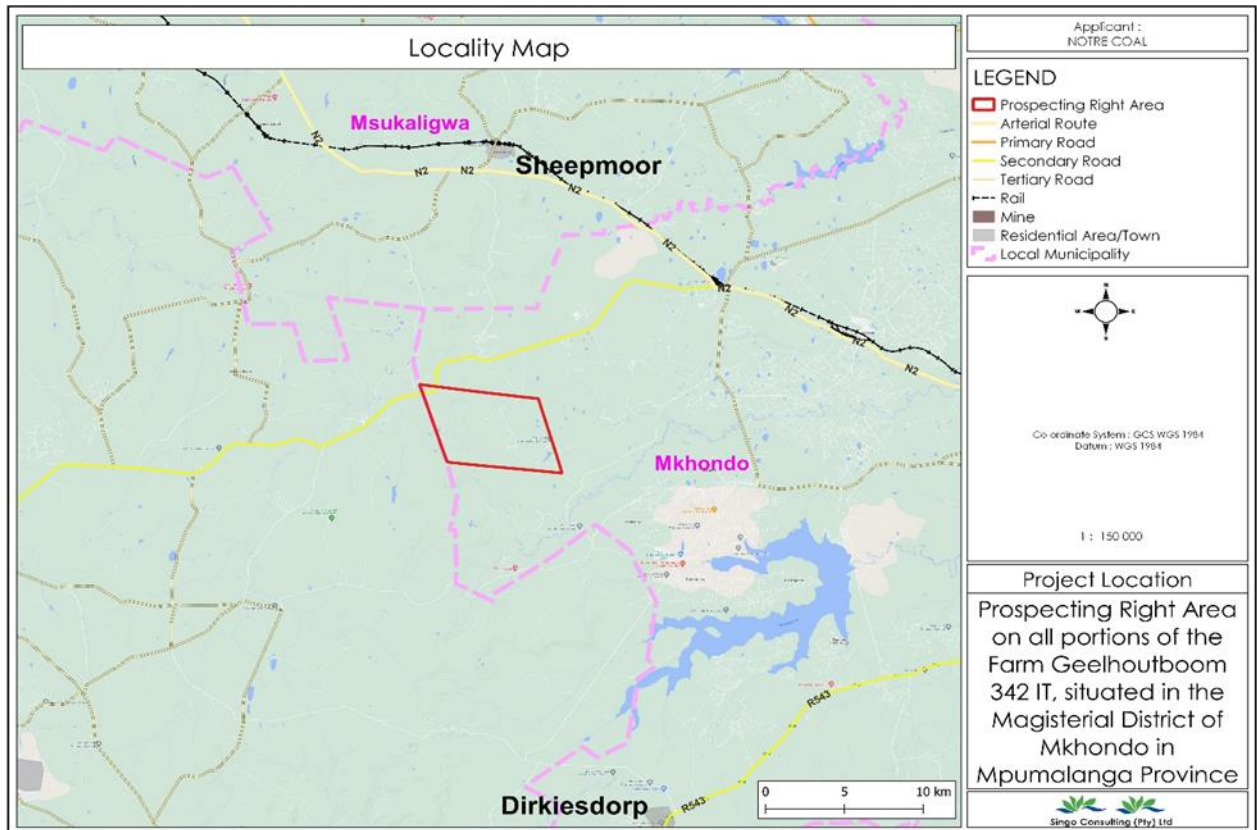 Locality Map
Msukaligwa
Sheepmoor
N2
N2
N2
N2
N2
N2
N2
N2
N2
Mkhondo
R543
Dirkiesdorp
R543
0 5 10 km
Applicant :
NOTRE COAL
LEGEND
Prospecting Right Area
Arterial Route
Primary Road
Secondary Road
Tertiary Road
Rail
Mine
Residential Area/Town
Local Municipality
N
W E
S
Co-ordinate System : GCS WGS 1984
Datum : WGS 1984
1 : 150 000
Project Location
Prospecting Right Area
on all portions of the
Farm Geelhoutboom
342 IT, situated in the
Magisterial District of
Mkhondo in
Mpumalanga Province
Singo Consulting (Pty) Ltd